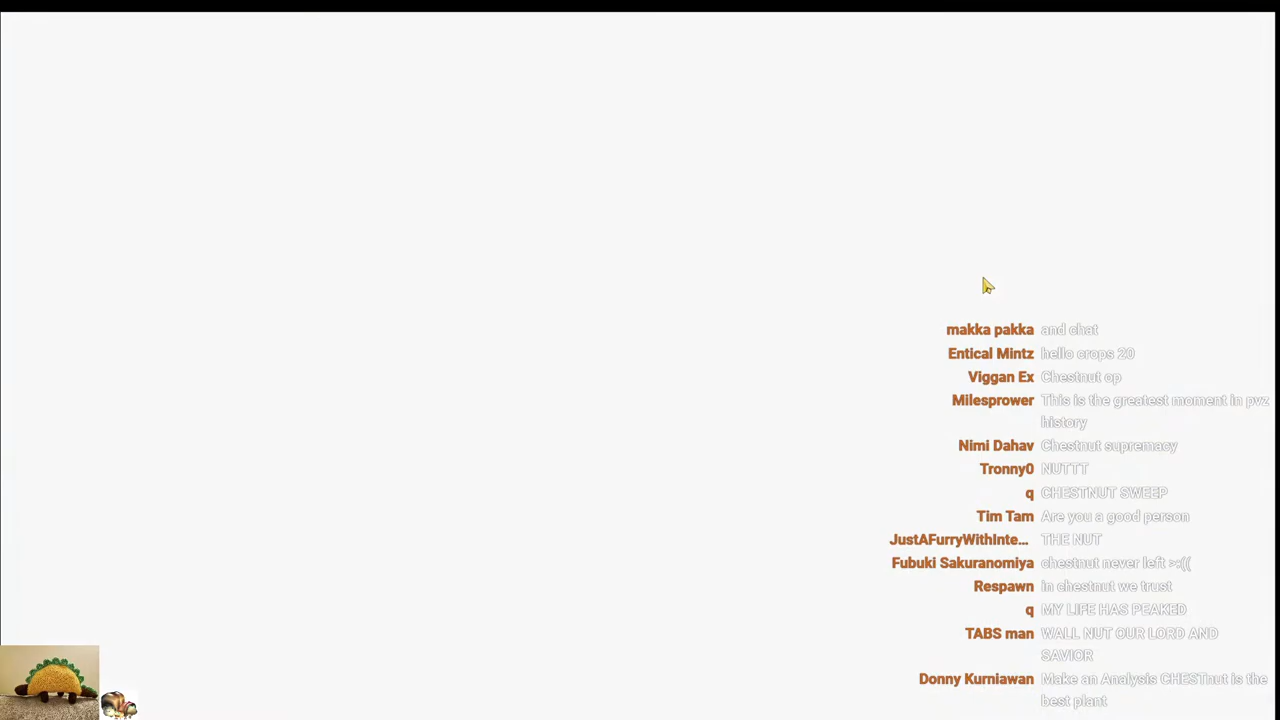 makka pakka and chat
Entical Mintz hello crops 20
Viggan Ex Chestnut op
Milesprower This is the greatest moment in pvz
history
Nimi Dahav Chestnut supremacy
Tronny0 NUTTT
q CHESTNUT SWEEP
Tim Tam Are you a good person
JustAFurryWithInte... THE NUT
Fubuki Sakuranomiya chestnut never left >:((
Respawn in chestnut we trust
q MY LIFE HAS PEAKED
TABS man WALL NUT OUR LORD AND
SAVIOR
Donny Kurniawan Make an Analysis CHESTnut is the
best plant